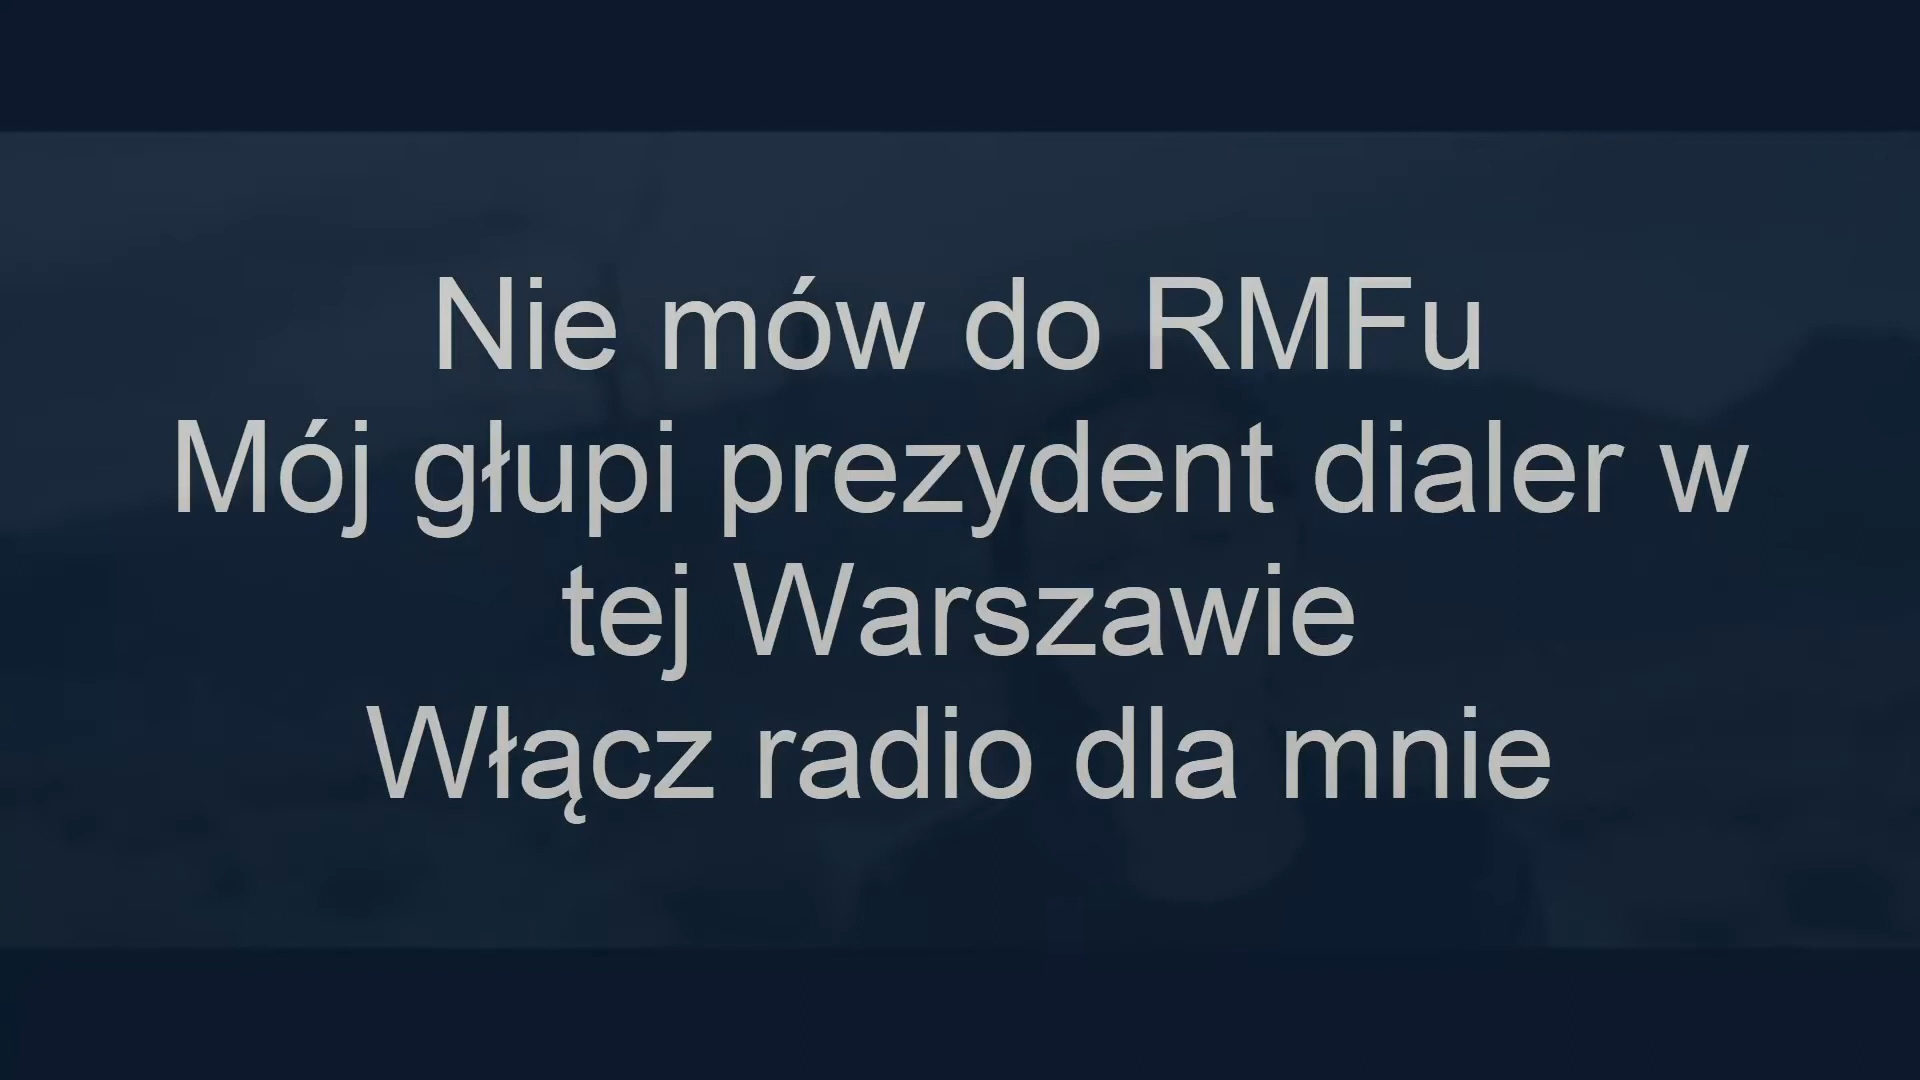 Nie mów do RMFu
Mój głupi prezydent dialer w
tej Warszawie
Włącz radio dla mnie